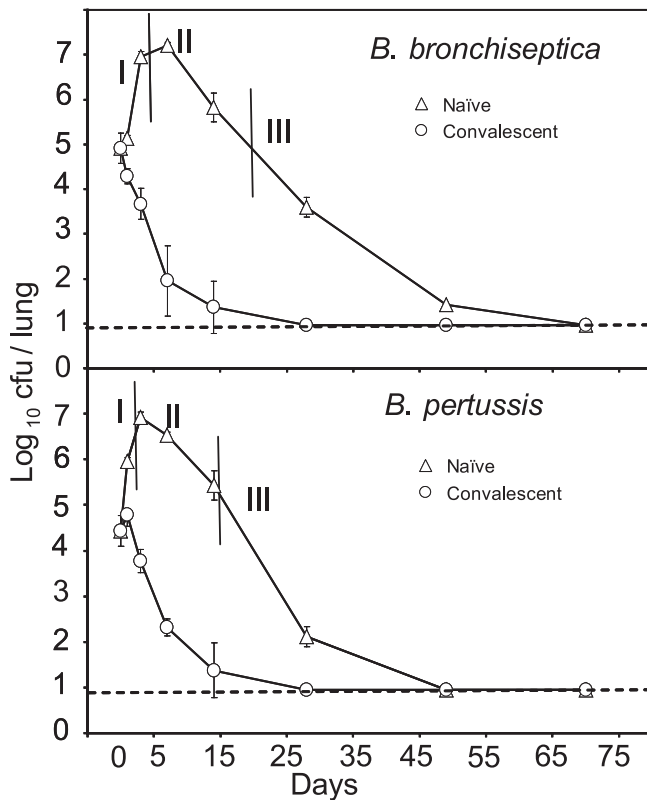 B. bronchiseptica
I
II
III
△ Naïve
○ Convalescent
7
6
5
4
3
2
1
0
Log 10 cfu / lung
B. pertussis
I
II
III
△ Naïve
○ Convalescent
7
6
5
4
3
2
1
0
0 5 15 25 35 45 55 65 75
Days